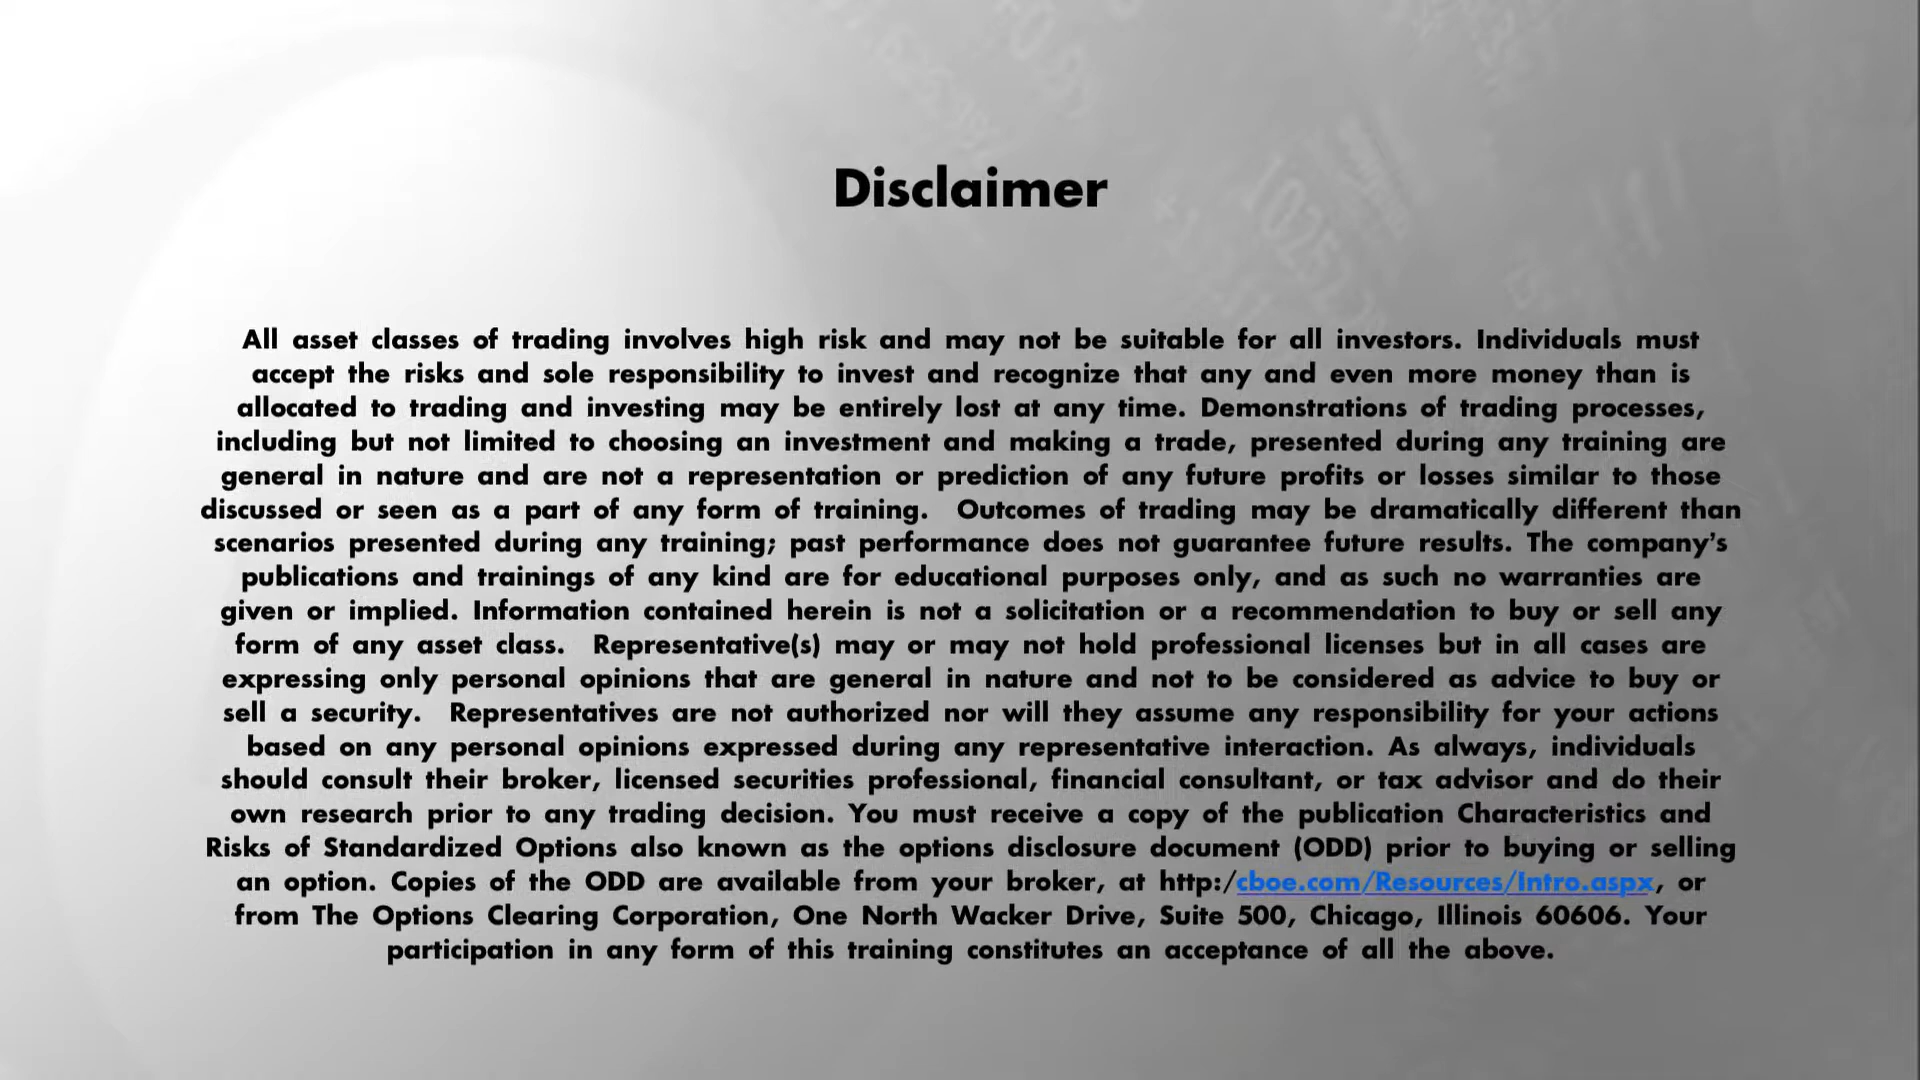 Disclaimer
All asset classes of trading involves high risk and may not be suitable for all investors. Individuals must
accept the risks and sole responsibility to invest and recognize that any and even more money than is
allocated to trading and investing may be entirely lost at any time. Demonstrations of trading processes,
including but not limited to choosing an investment and making a trade, presented during any training are
general in nature and are not a representation or prediction of any future profits or losses similar to those
discussed or seen as a part of any form of training.  Outcomes of trading may be dramatically different than
scenarios presented during any training; past performance does not guarantee future results. The company's
publications and trainings of any kind are for educational purposes only, and as such no warranties are
given or implied. Information contained herein is not a solicitation or a recommendation to buy or sell any
form of any asset class.  Representative(s) may or may not hold professional licenses but in all cases are
expressing only personal opinions that are general in nature and not to be considered as advice to buy or
sell a security.  Representatives are not authorized nor will they assume any responsibility for your actions
based on any personal opinions expressed during any representative interaction. As always, individuals
should consult their broker, licensed securities professional, financial consultant, or tax advisor and do their
own research prior to any trading decision. You must receive a copy of the publication Characteristics and
Risks of Standardized Options also known as the options disclosure document (ODD) prior to buying or selling
an option. Copies of the ODD are available from your broker, at http:/cboe.com/Resources/Intro.aspx, or
from The Options Clearing Corporation, One North Wacker Drive, Suite 500, Chicago, Illinois 60606. Your
participation in any form of this training constitutes an acceptance of all the above.